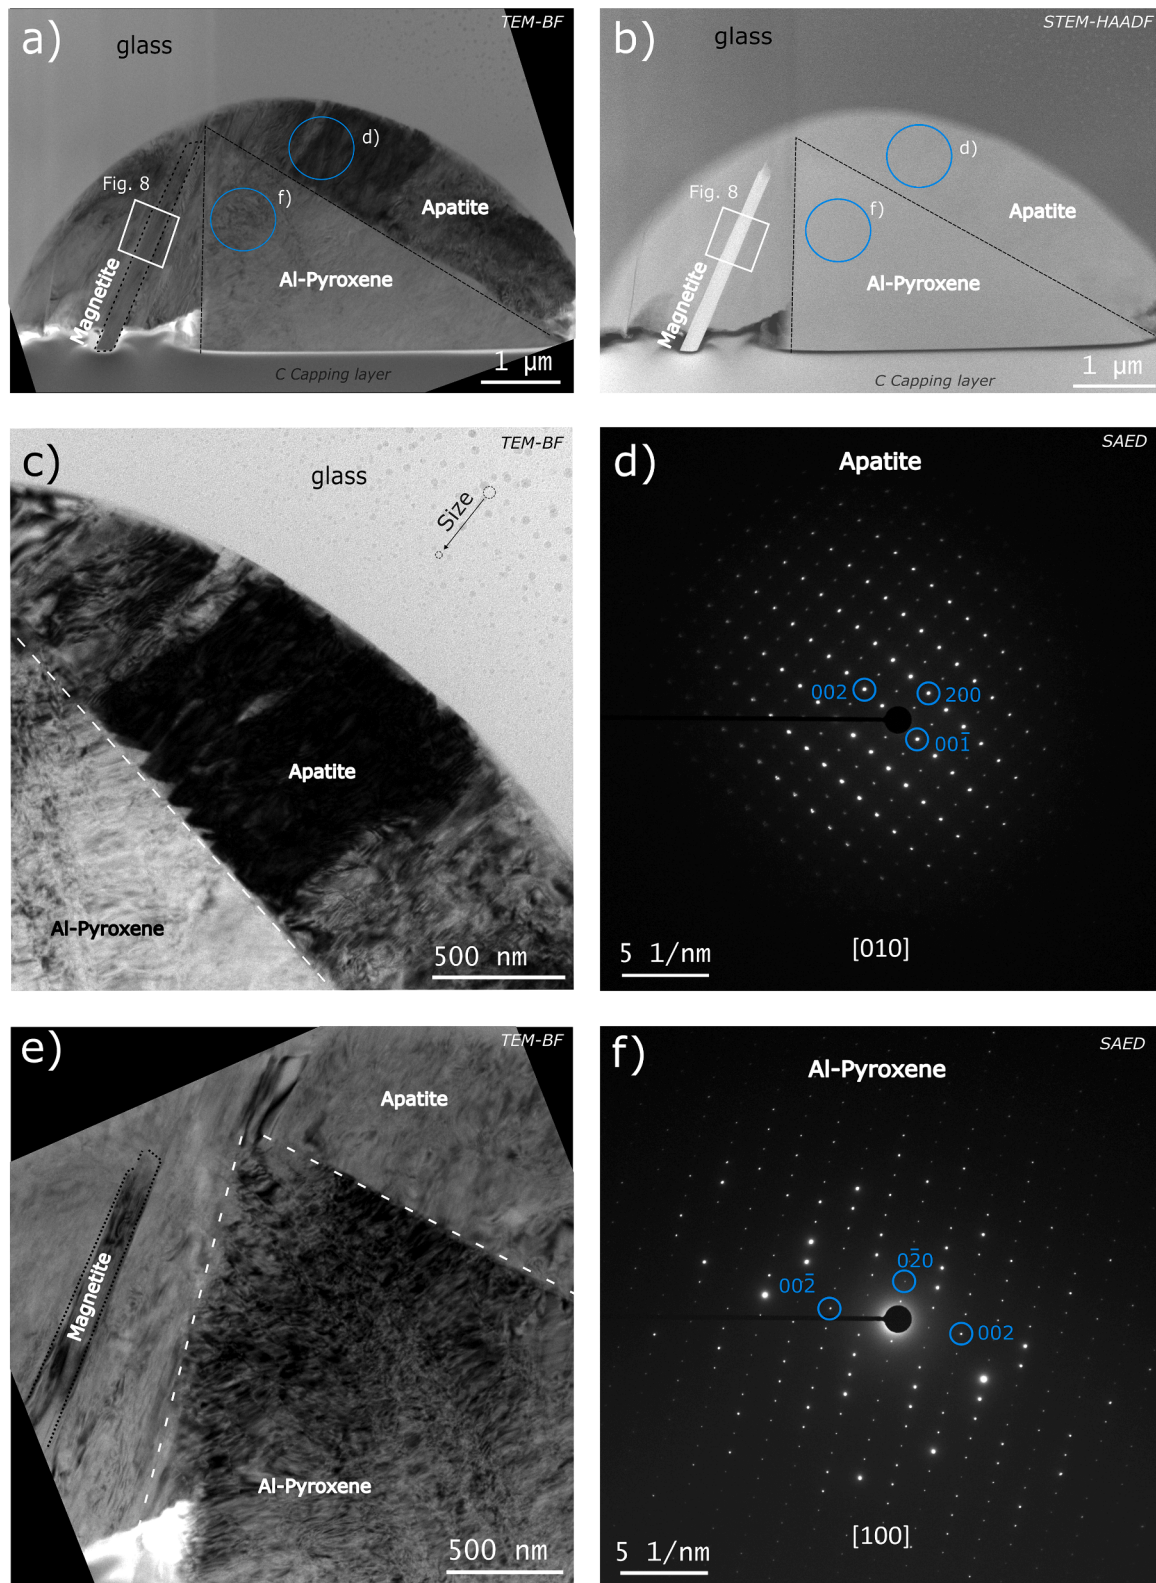 a)
TEM-BF
glass
d)
Fig. 8
f)
Apatite
Al-Pyroxene
Magnetite
1 μm
C Capping layer
b)
STEM-HAADF
glass
d)
Fig. 8
f)
Apatite
Al-Pyroxene
Magnetite
1 μm
C Capping layer
c)
TEM-BF
glass
Size
Apatite
Al-Pyroxene
500 nm
d)
SAED
Apatite
002
200
001̅
[010]
5 1/nm
e)
TEM-BF
Apatite
Magnetite
Al-Pyroxene
500 nm
f)
SAED
Al-Pyroxene
02̅0
002̅
002
[100]
5 1/nm